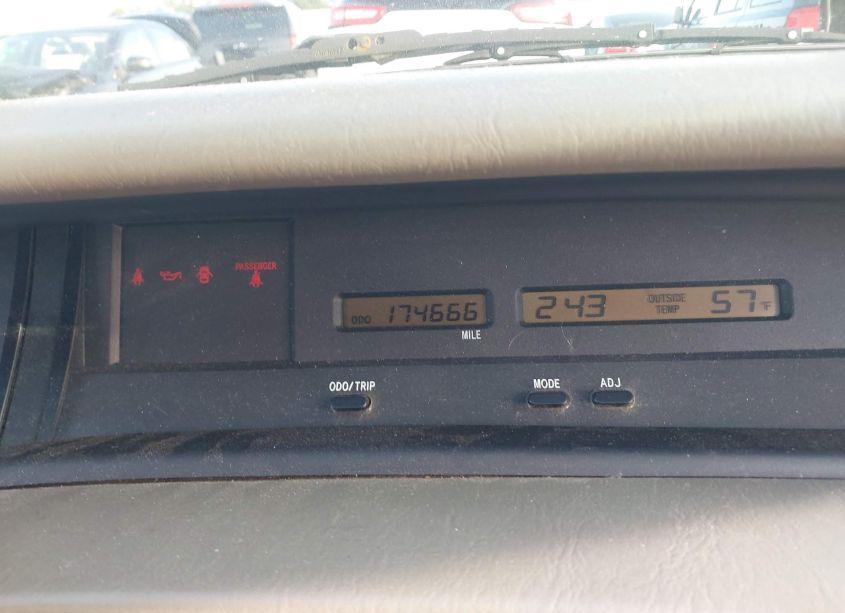 PASSENGER
ODO 174666
MILE
243 OUTSIDE TEMP 57°F
ODO/TRIP
MODE
ADJ